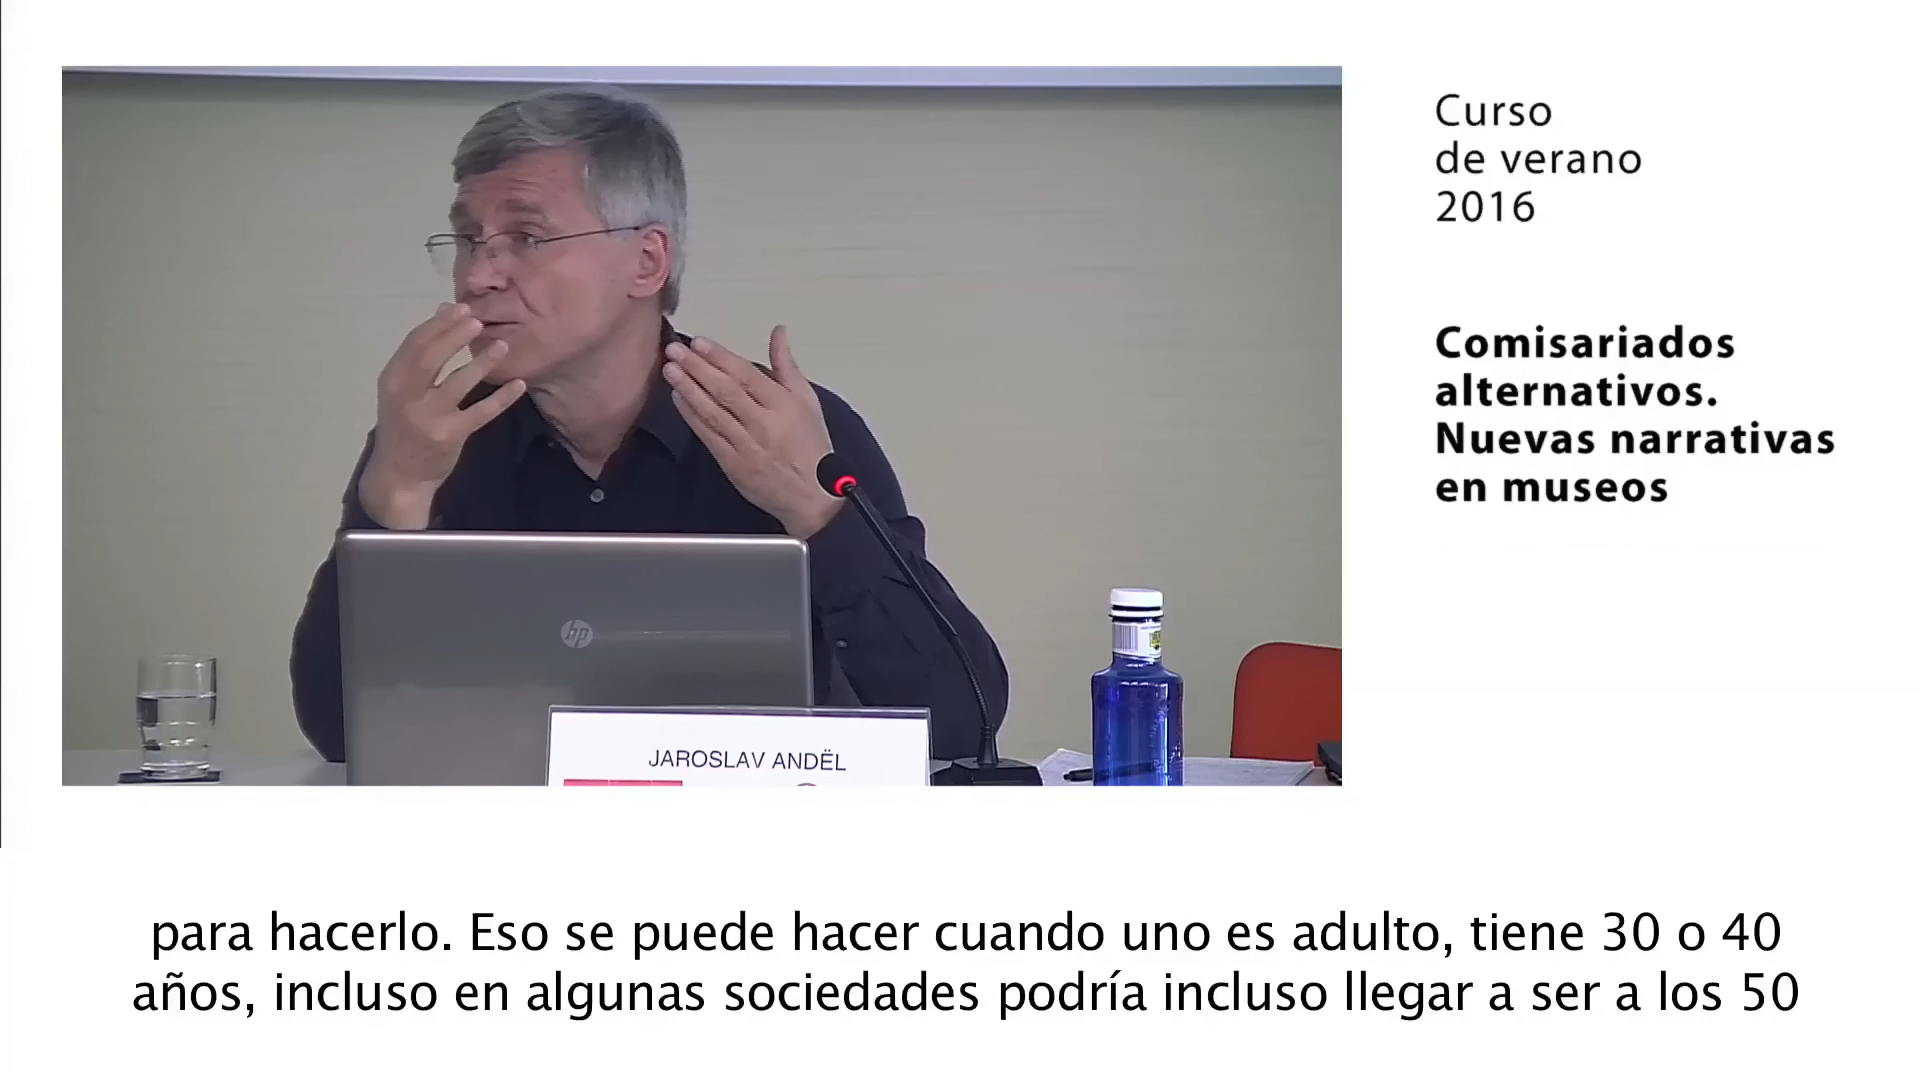 Curso
de verano
2016
Comisariados
alternativos.
Nuevas narrativas
en museos
hp
JAROSLAV ANDËL
para hacerlo. Eso se puede hacer cuando uno es adulto, tiene 30 o 40
años, incluso en algunas sociedades podría incluso llegar a ser a los 50